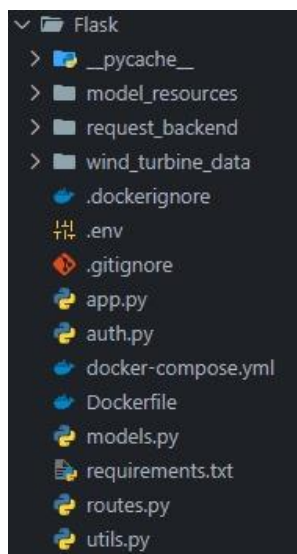 Flask
__pycache__
model_resources
request_backend
wind_turbine_data
.dockerignore
.env
.gitignore
app.py
auth.py
docker-compose.yml
Dockerfile
models.py
requirements.txt
routes.py
utils.py